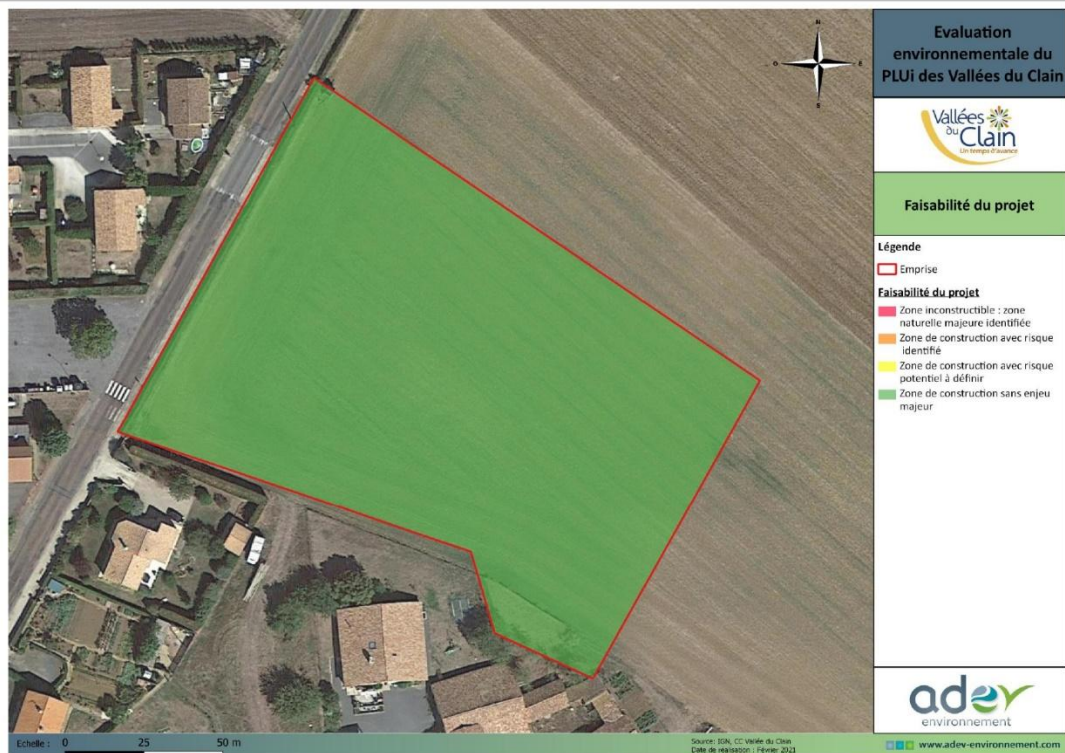 N
O
E
S
Evaluation
environnementale du
PLUi des Vallées du Clain
Vallées
du
Clain
Un temps d'avance
Faisabilité du projet
Légende
Emprise
Faisabilité du projet
Zone inconstructible : zone
naturelle majeure identifiée
Zone de construction avec risque
identifié
Zone de construction avec risque
potentiel à définir
Zone de construction sans enjeu
majeur
adev
environnement
Echelle : 0 25 50 m
Source: IGN, CC Vallée du Clain
Date de réalisation : Février 2021
www.adev-environnement.com